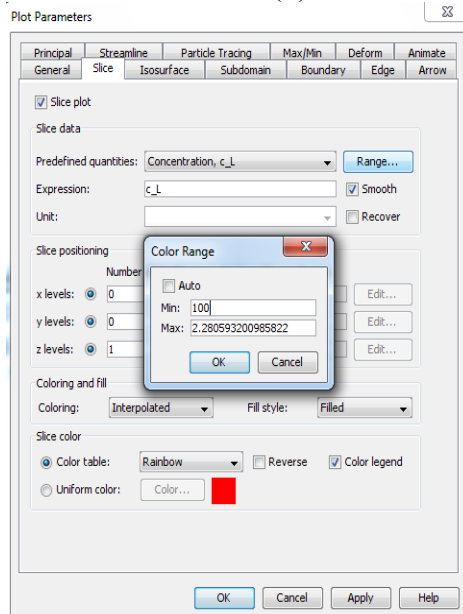 Plot Parameters
Principal Streamline Particle Tracing Max/Min Deform Animate
General Slice Isosurface Subdomain Boundary Edge Arrow
Slice plot
Slice data
Predefined quantities: Concentration, c_L Range...
Expression: c_L Smooth
Unit: Recover
Slice positioning
Number
Color Range
Auto
Min: 100
Max: 2.280593200985822
OK Cancel
x levels: 0 Edit...
y levels: 0 Edit...
z levels: 1 Edit...
Coloring and fill
Coloring: Interpolated Fill style: Filled
Slice color
Color table: Rainbow Reverse Color legend
Uniform color: Color...
OK Cancel Apply Help